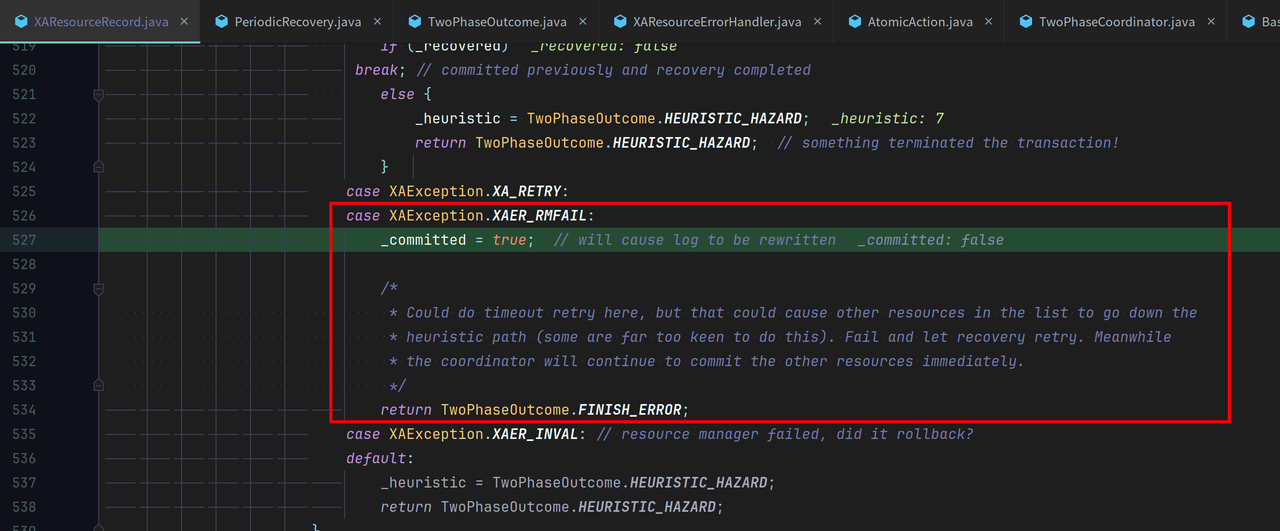 XAResourceRecord.java × PeriodicRecovery.java × TwoPhaseOutcome.java × XAResourceErrorHandler.java × AtomicAction.java × TwoPhaseCoordinator.java × Bas
519 if (_recovered) _recovered: false
520 break; // committed previously and recovery completed
521 else {
522 _heuristic = TwoPhaseOutcome.HEURISTIC_HAZARD; _heuristic: 7
523 return TwoPhaseOutcome.HEURISTIC_HAZARD; // something terminated the transaction!
524 }
525 case XAException.XA_RETRY:
526 case XAException.XAER_RMFAIL:
527 _committed = true; // will cause log to be rewritten _committed: false
528
529 /*
530 * Could do timeout retry here, but that could cause other resources in the list to go down the
531 * heuristic path (some are far too keen to do this). Fail and let recovery retry. Meanwhile
532 * the coordinator will continue to commit the other resources immediately.
533 */
534 return TwoPhaseOutcome.FINISH_ERROR;
535 case XAException.XAER_INVAL: // resource manager failed, did it rollback?
536 default:
537 _heuristic = TwoPhaseOutcome.HEURISTIC_HAZARD;
538 return TwoPhaseOutcome.HEURISTIC_HAZARD;
539 }